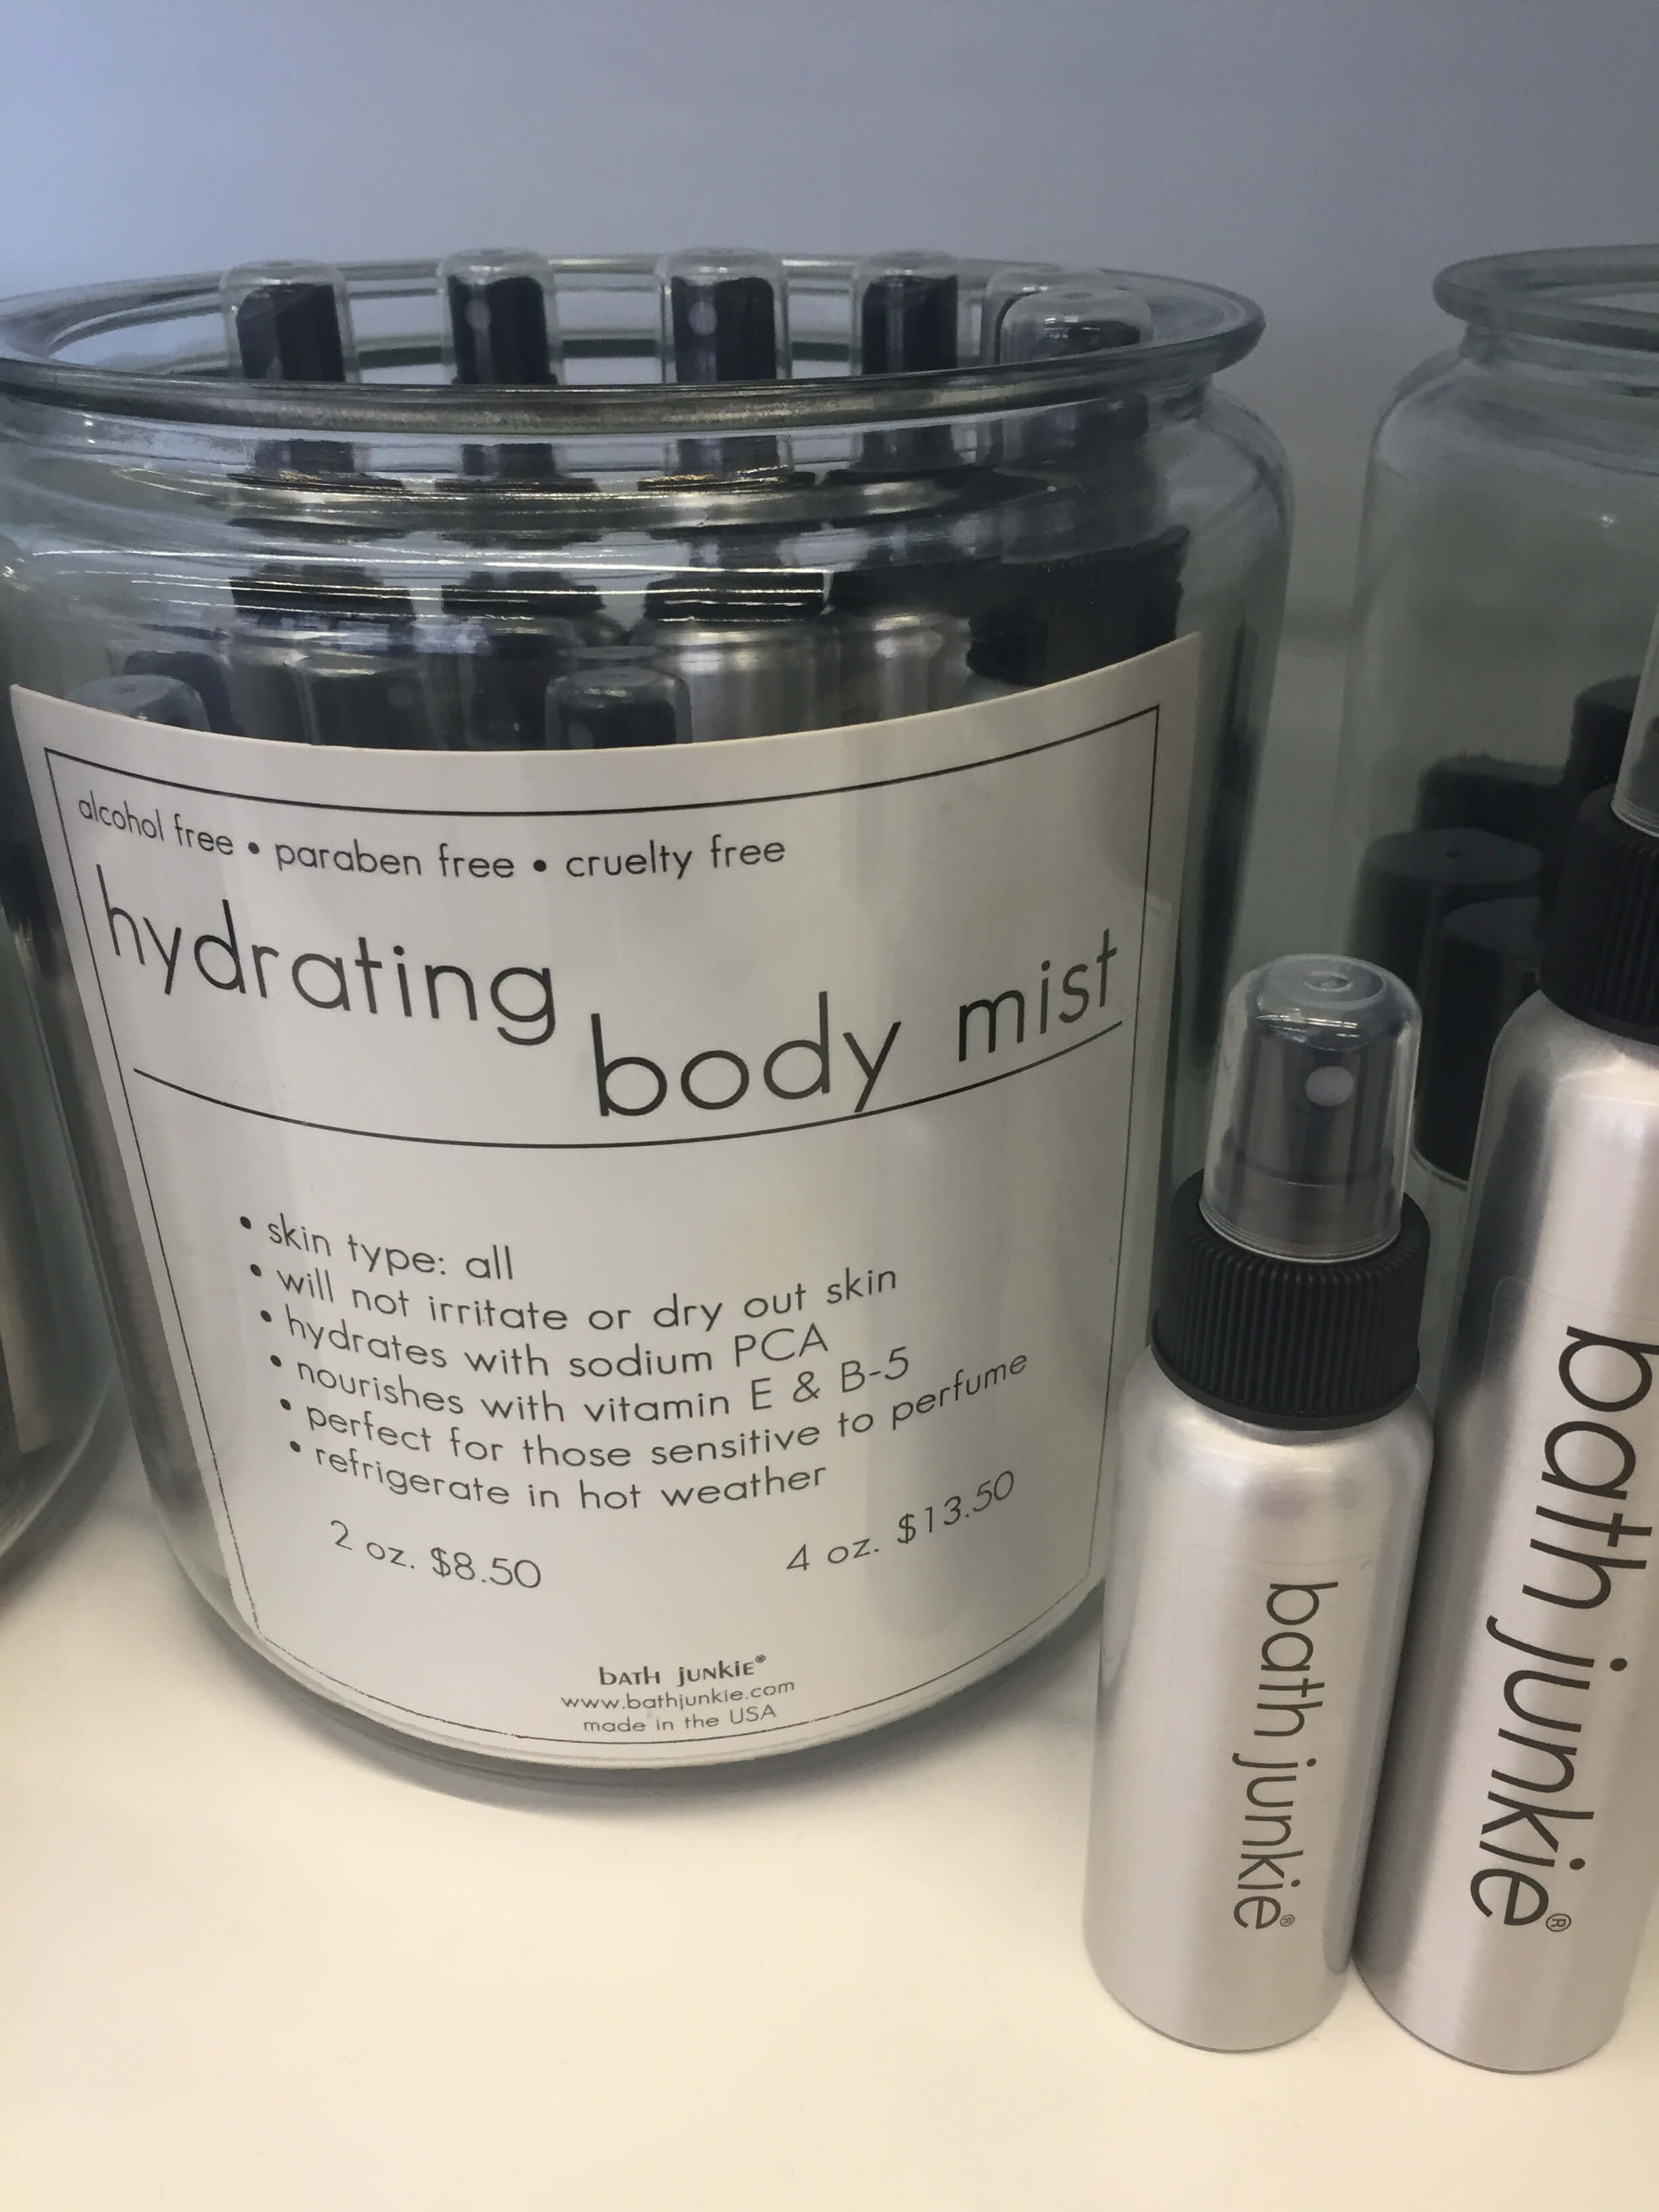 alcohol free • paraben free • cruelty free
hydrating body mist
• skin type: all
• will not irritate or dry out skin
• hydrates with sodium PCA
• nourishes with vitamin E & B-5
• perfect for those sensitive to perfume
• refrigerate in hot weather
2 oz. $8.50 4 oz. $13.50
bATH JUNKIE®
www.bathjunkie.com
made in the USA
bath junkie®
bath junkie®